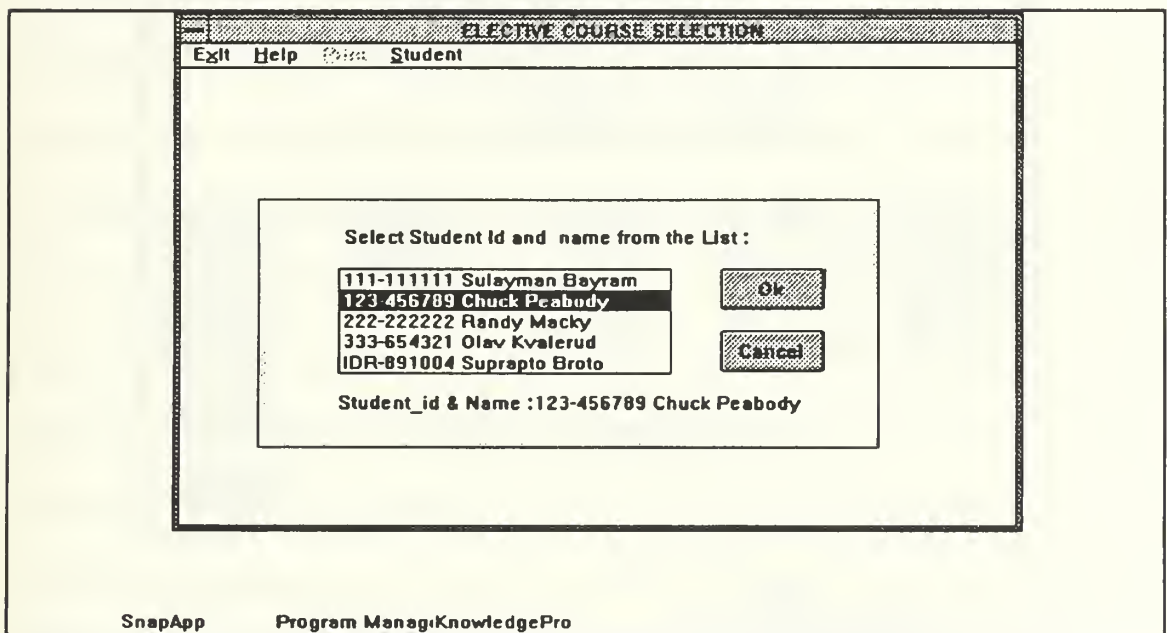 ELECTIVE COURSE SELECTION
Exit Help Print Student
Select Student Id and name from the List :
111-111111 Sulayman Bayram
123-456789 Chuck Peabody
222-222222 Randy Macky
333-654321 Olav Kvalerud
IDR-891004 Suprapto Broto
Ok
Cancel
Student_id & Name :123-456789 Chuck Peabody
SnapApp Program ManagiKnowledgePro